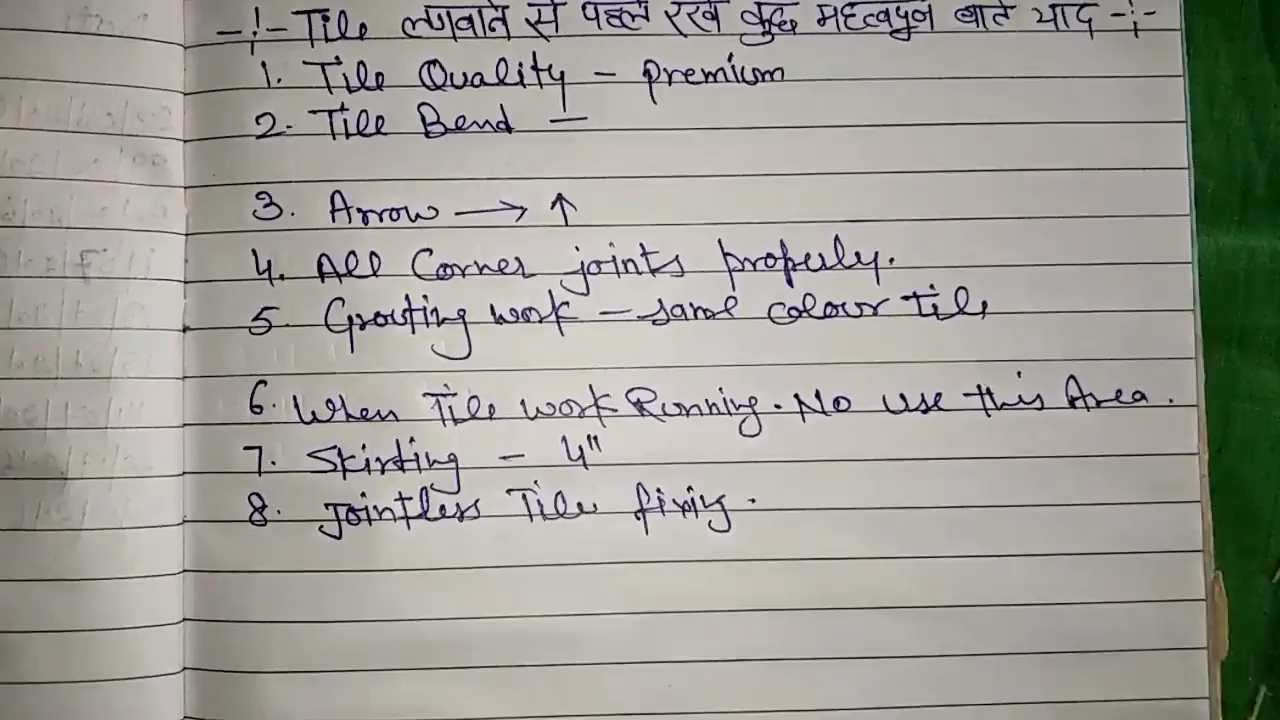 -:- Tile लगवाने से पहले रखे कुछ महत्वपूर्ण बाते याद -:-
1. Tile Quality - Premium
2. Tile Bend -
3. Arrow → ↑
4. All Corner joints properly.
5. Grouting work - same colour tile
6. When Tile work Running. No use this Area.
7. Skirting - 4"
8. Jointless Tile fixing.